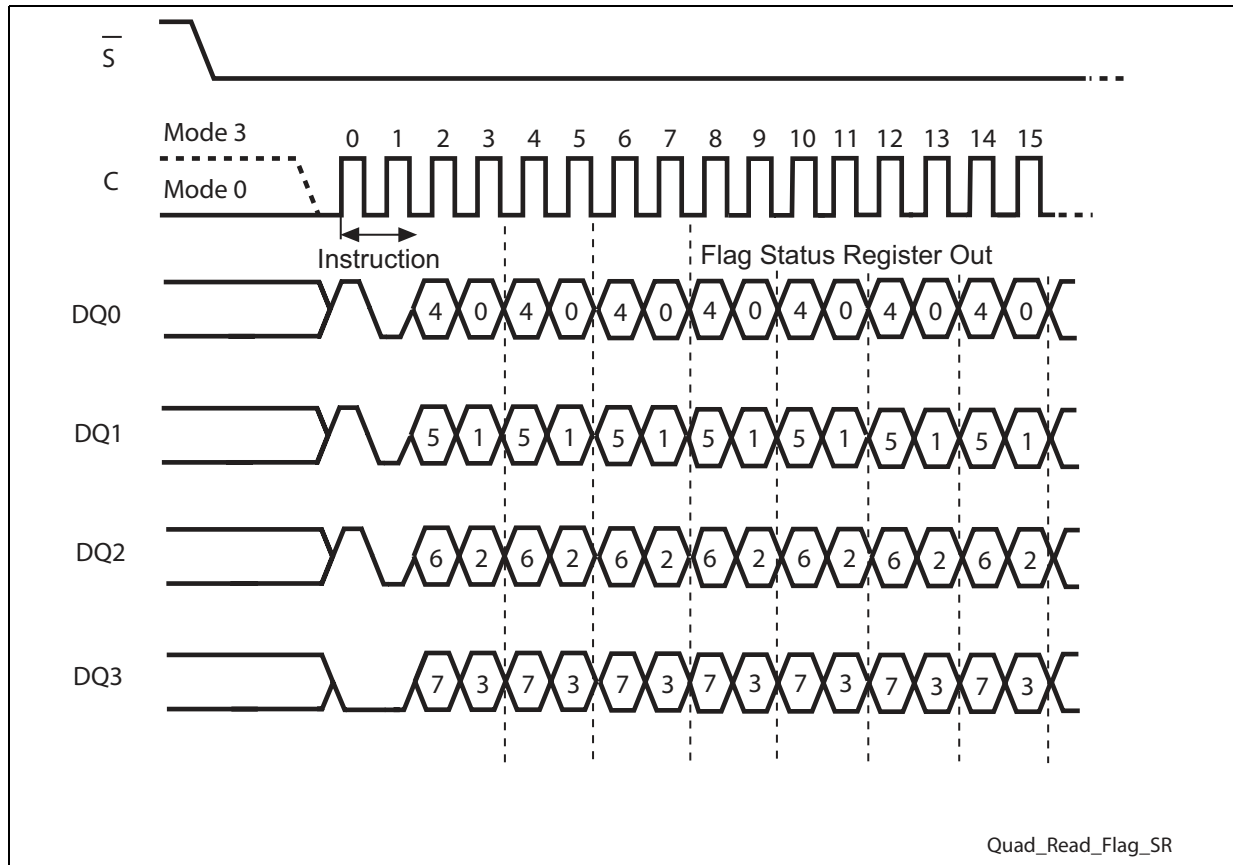 S
Mode 3
0 1 2 3 4 5 6 7 8 9 10 11 12 13 14 15
C
Mode 0
Instruction
Flag Status Register Out
DQ0
4 0 4 0 4 0 4 0 4 0 4 0 4 0
DQ1
5 1 5 1 5 1 5 1 5 1 5 1 5 1
DQ2
6 2 6 2 6 2 6 2 6 2 6 2 6 2
DQ3
7 3 7 3 7 3 7 3 7 3 7 3 7 3
Quad_Read_Flag_SR